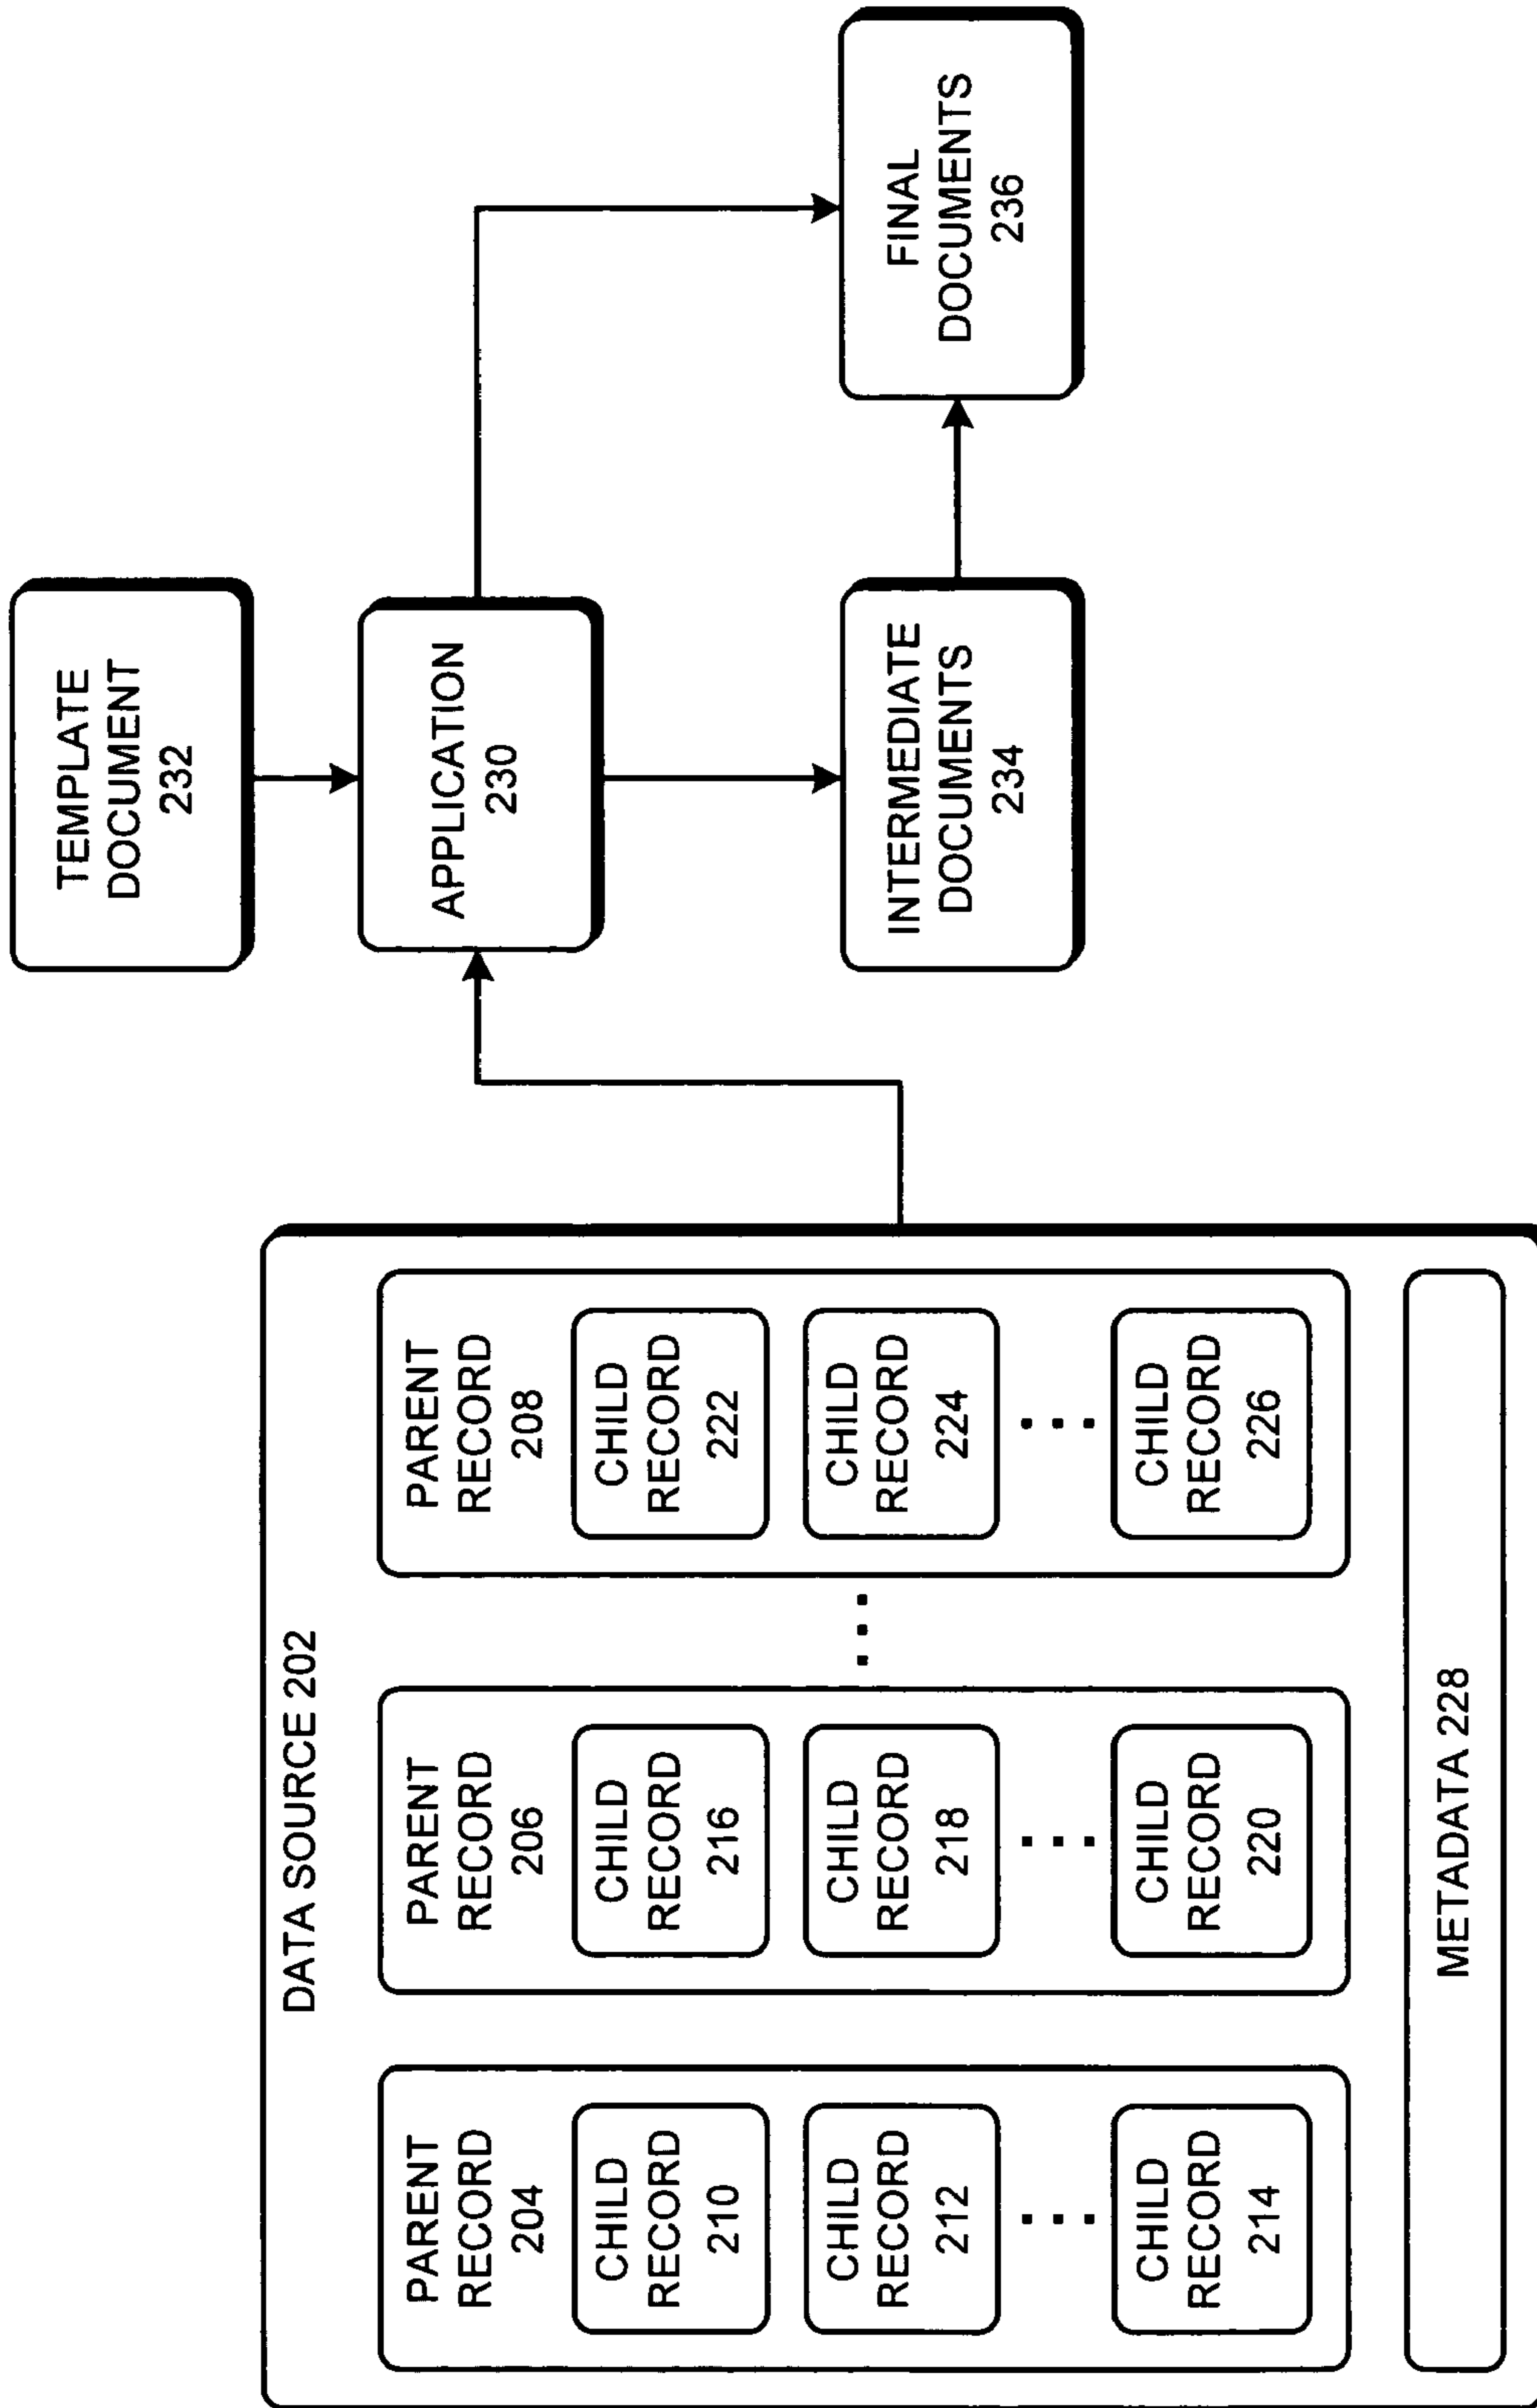 DATA SOURCE 202
PARENT
RECORD
204
CHILD
RECORD
210
CHILD
RECORD
212
CHILD
RECORD
214
PARENT
RECORD
206
CHILD
RECORD
216
CHILD
RECORD
218
CHILD
RECORD
220
PARENT
RECORD
208
CHILD
RECORD
222
CHILD
RECORD
224
CHILD
RECORD
226
METADATA 228
TEMPLATE
DOCUMENT
232
APPLICATION
230
INTERMEDIATE
DOCUMENTS
234
FINAL
DOCUMENTS
236